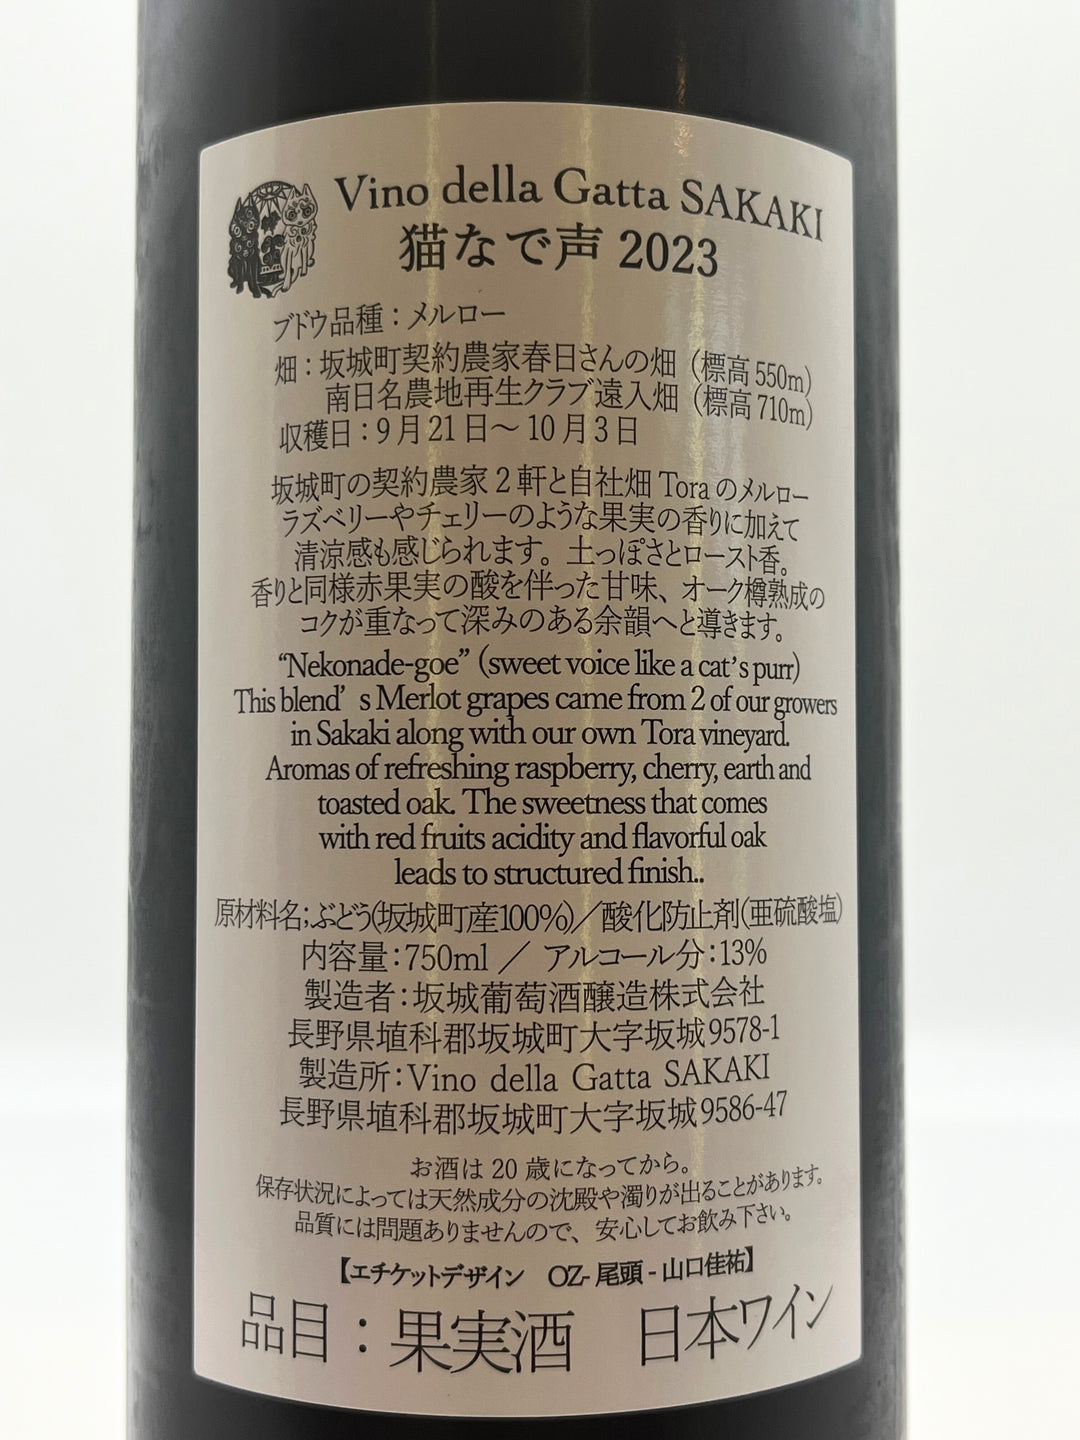 Vino della Gatta SAKAKI
猫なで声 2023
ブドウ品種：メルロー
畑：坂城町契約農家春日さんの畑（標高550m）
南日名農地再生クラブ遠入畑（標高710m）
収穫日：9月21日～10月3日
坂城町の契約農家2軒と自社畑Toraのメルロー
ラズベリーやチェリーのような果実の香りに加えて
清涼感も感じられます。土っぽさとロースト香。
香りと同様赤果実の酸を伴った甘味、オーク樽熟成の
コクが重なって深みのある余韻へと導きます。
“Nekonade-goe” (sweet voice like a cat’s purr)
This blend’s Merlot grapes came from 2 of our growers
in Sakaki along with our own Tora vineyard.
Aromas of refreshing raspberry, cherry, earth and
toasted oak. The sweetness that comes
with red fruits acidity and flavorful oak
leads to structured finish..
原材料名;ぶどう(坂城町産100%)／酸化防止剤(亜硫酸塩)
内容量:750ml ／ アルコール分:13%
製造者:坂城葡萄酒醸造株式会社
長野県埴科郡坂城町大字坂城9578-1
製造所:Vino della Gatta SAKAKI
長野県埴科郡坂城町大字坂城9586-47
お酒は20歳になってから。
保存状況によっては天然成分の沈殿や濁りが出ることがあります。
品質には問題ありませんので、安心してお飲み下さい。
【エチケットデザイン　OZ-尾頭-山口佳祐】
品目：果実酒　日本ワイン